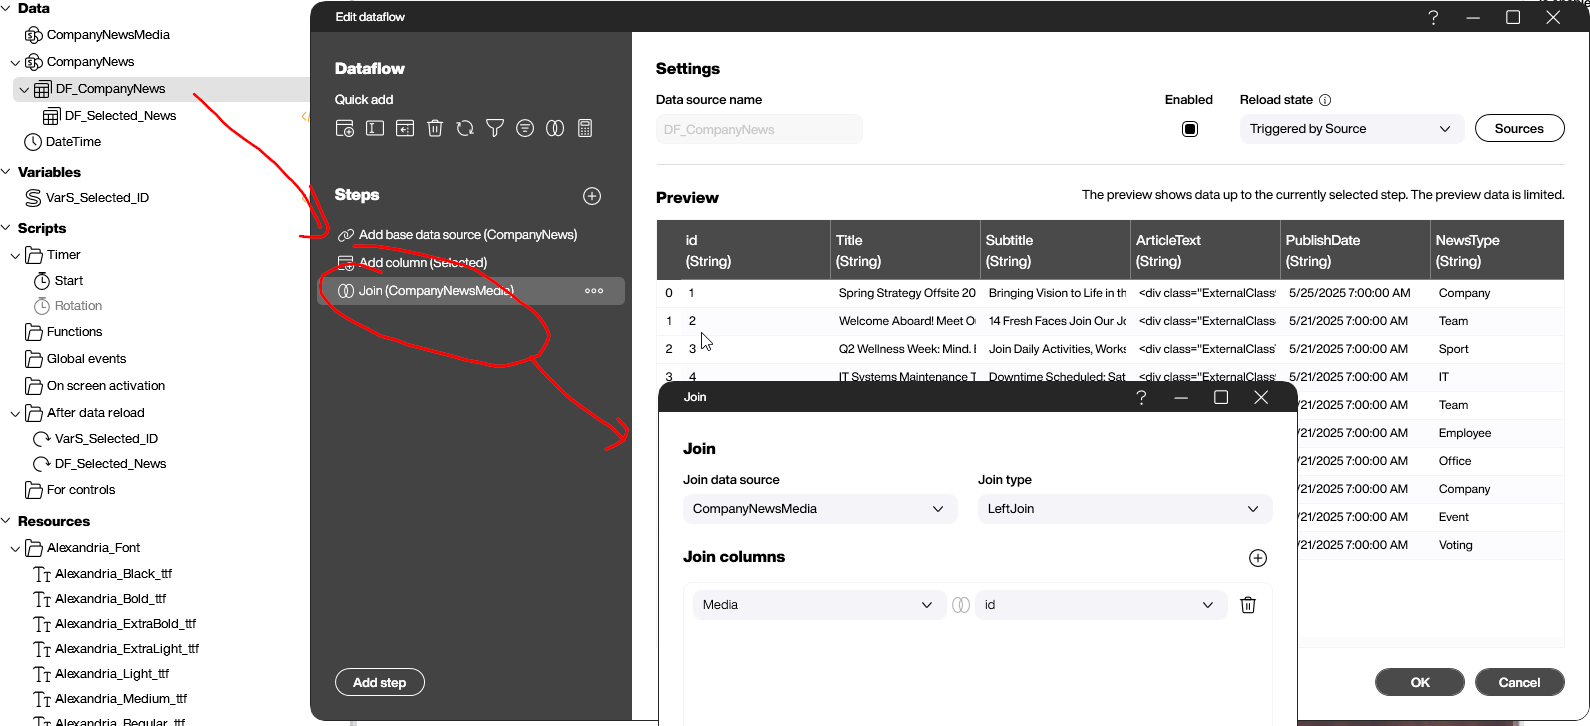 Data
CompanyNewsMedia
CompanyNews
DF_CompanyNews
DF_Selected_News
DateTime
Variables
VarS_Selected_ID
Scripts
Timer
Start
Rotation
Functions
Global events
On screen activation
After data reload
VarS_Selected_ID
DF_Selected_News
For controls
Resources
Alexandria_Font
Alexandria_Black_ttf
Alexandria_Bold_ttf
Alexandria_ExtraBold_ttf
Alexandria_ExtraLight_ttf
Alexandria_Light_ttf
Alexandria_Medium_ttf
Alexandria_Regular_ttf
Edit dataflow
Dataflow
Quick add
Steps
Add base data source (CompanyNews)
Add column (Selected)
Join (CompanyNewsMedia)
Add step
Settings
Data source name
Enabled
Reload state
DF_CompanyNews
Triggered by Source
Sources
Preview
The preview shows data up to the currently selected step. The preview data is limited.
id Title Subtitle ArticleText PublishDate NewsType
(String) (String) (String) (String) (String) (String)
0 1 Spring Strategy Offsite 20 Bringing Vision to Life in th <div class="ExternalClass 5/25/2025 7:00:00 AM Company
1 2 Welcome Aboard! Meet Ou 14 Fresh Faces Join Our Jo <div class="ExternalClass 5/21/2025 7:00:00 AM Team
2 3 Q2 Wellness Week: Mind. Join Daily Activities, Works <div class="ExternalClass 5/21/2025 7:00:00 AM Sport
3 4 IT Systems Maintenance Downtime Scheduled: Sat <div class="ExternalClass 5/21/2025 7:00:00 AM IT
/21/2025 7:00:00 AM Team
/21/2025 7:00:00 AM Employee
/21/2025 7:00:00 AM Office
/21/2025 7:00:00 AM Company
/21/2025 7:00:00 AM Event
/21/2025 7:00:00 AM Voting
OK
Cancel
Join
Join
Join data source
Join type
CompanyNewsMedia
LeftJoin
Join columns
Media
id